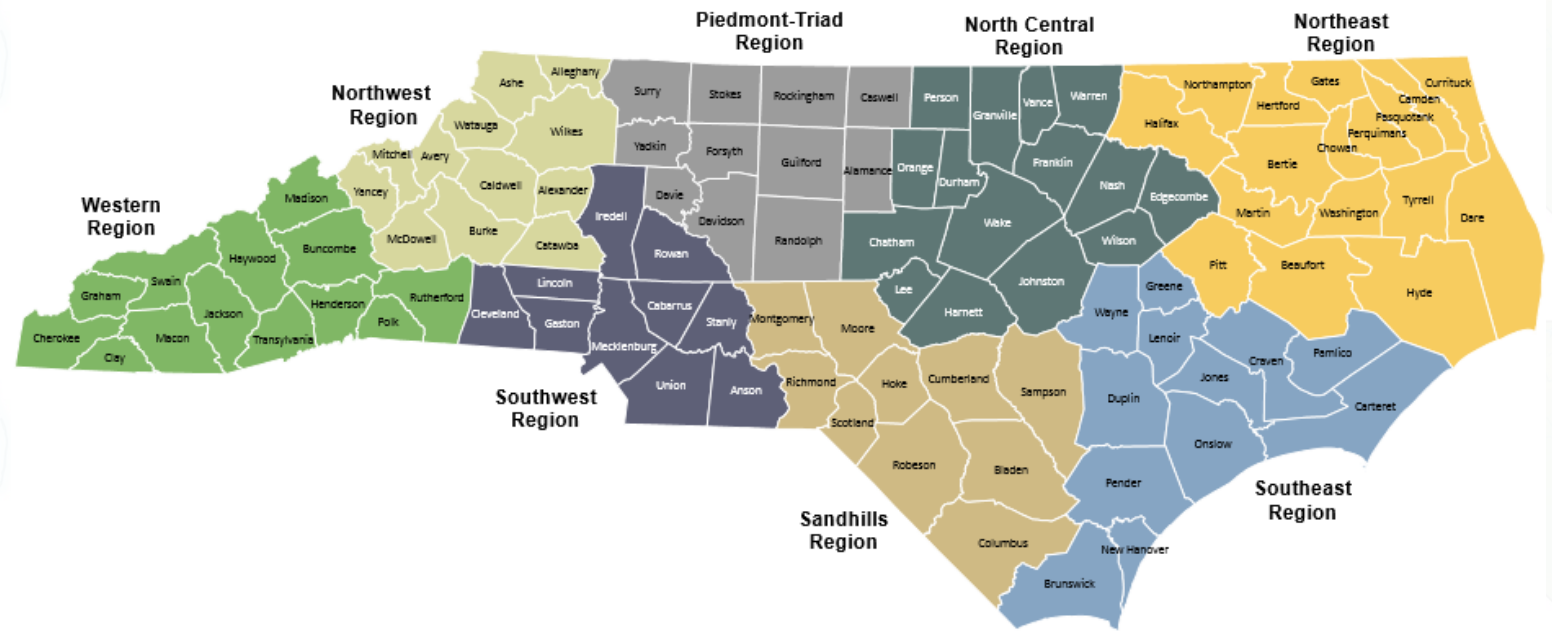 Piedmont-Triad
Region
North Central
Region
Northeast
Region
Northwest
Region
Western
Region
Southwest
Region
Sandhills
Region
Southeast
Region
Ashe
Alleghany
Watauga
Wilkes
Mitchell
Avery
Yancey
Caldwell
Alexander
McDowell
Burke
Catawba
Madison
Buncombe
Haywood
Swain
Graham
Jackson
Henderson
Rutherford
Polk
Cherokee
Clay
Macon
Transylvania
Surry
Stokes
Rockingham
Caswell
Yadkin
Forsyth
Guilford
Alamance
Davie
Davidson
Randolph
Iredell
Rowan
Lincoln
Cleveland
Gaston
Cabarrus
Stanly
Mecklenburg
Union
Anson
Person
Granville
Vance
Warren
Orange
Durham
Franklin
Nash
Edgecombe
Wake
Chatham
Wilson
Lee
Johnston
Harnett
Northampton
Gates
Currituck
Hertford
Camden
Pasquotank
Perquimans
Halifax
Chowan
Bertie
Martin
Washington
Tyrrell
Dare
Pitt
Beaufort
Hyde
Montgomery
Moore
Richmond
Hoke
Cumberland
Sampson
Scotland
Robeson
Bladen
Columbus
Greene
Wayne
Lenoir
Craven
Pamlico
Jones
Duplin
Carteret
Onslow
Pender
New Hanover
Brunswick